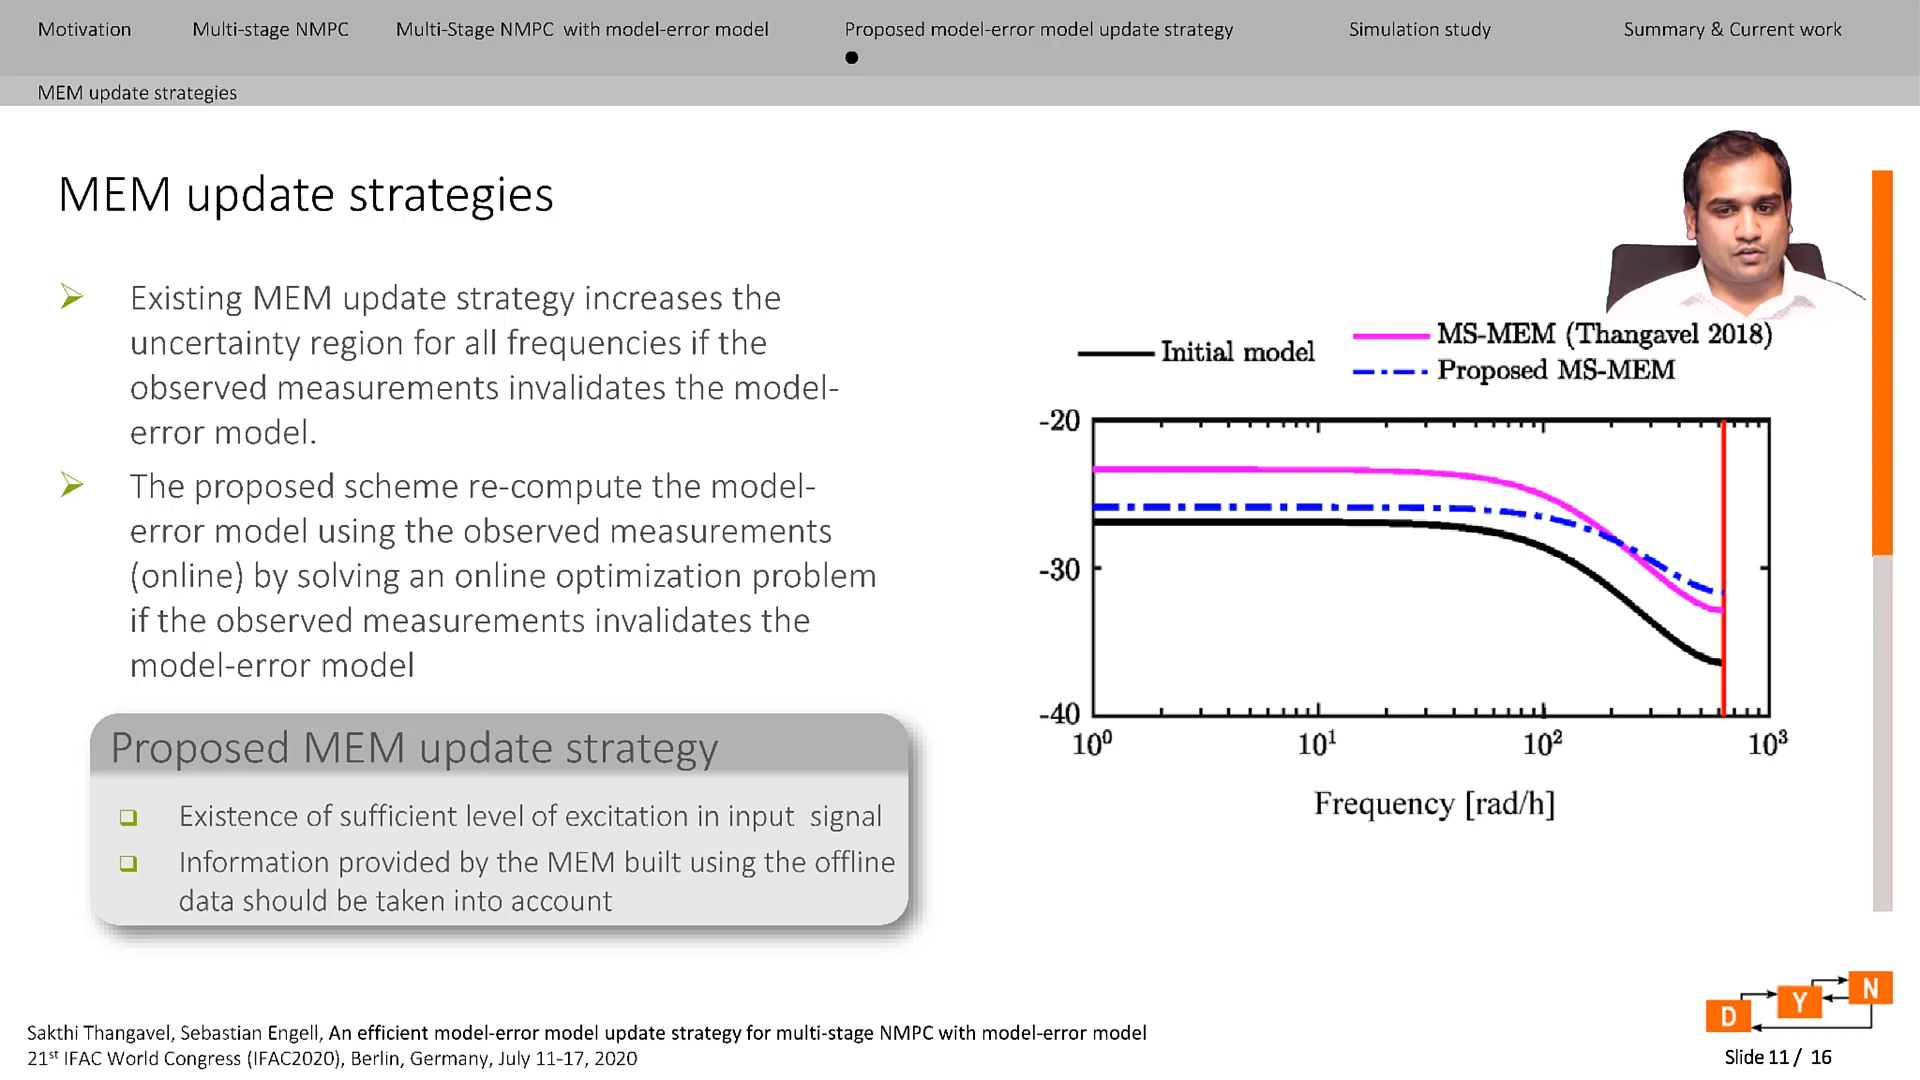 Motivation
Multi-stage NMPC
Multi-Stage NMPC with model-error model
Proposed model-error model update strategy
Simulation study
Summary & Current work
MEM update strategies
MEM update strategies
Existing MEM update strategy increases the
uncertainty region for all frequencies if the
observed measurements invalidates the model-
error model.
The proposed scheme re-compute the model-
error model using the observed measurements
(online) by solving an online optimization problem
if the observed measurements invalidates the
model-error model
Proposed MEM update strategy
Existence of sufficient level of excitation in input signal
Information provided by the MEM built using the offline
data should be taken into account
Initial model
MS-MEM (Thangavel 2018)
Proposed MS-MEM
-20
-30
-40
10⁰ 10¹ 10² 10³
Frequency [rad/h]
D Y N
Sakthi Thangavel, Sebastian Engell, An efficient model-error model update strategy for multi-stage NMPC with model-error model
21ˢᵗ IFAC World Congress (IFAC2020), Berlin, Germany, July 11-17, 2020
Slide 11 / 16